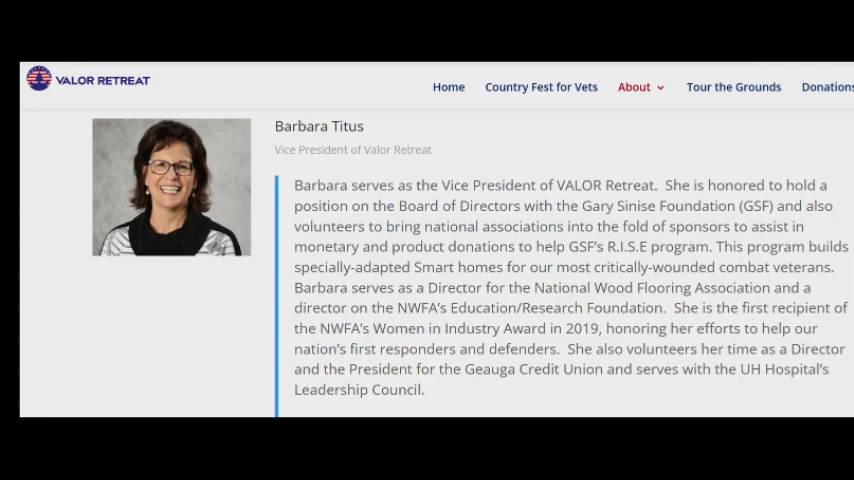 VALOR RETREAT
Home Country Fest for Vets About Tour the Grounds Donations
Barbara Titus
Vice President of Valor Retreat
Barbara serves as the Vice President of VALOR Retreat. She is honored to hold a
position on the Board of Directors with the Gary Sinise Foundation (GSF) and also
volunteers to bring national associations into the fold of sponsors to assist in
monetary and product donations to help GSF's R.I.S.E program. This program builds
specially-adapted Smart homes for our most critically-wounded combat veterans.
Barbara serves as a Director for the National Wood Flooring Association and a
director on the NWFA's Education/Research Foundation. She is the first recipient of
the NWFA's Women in Industry Award in 2019, honoring her efforts to help our
nation's first responders and defenders. She also volunteers her time as a Director
and the President for the Geauga Credit Union and serves with the UH Hospital's
Leadership Council.